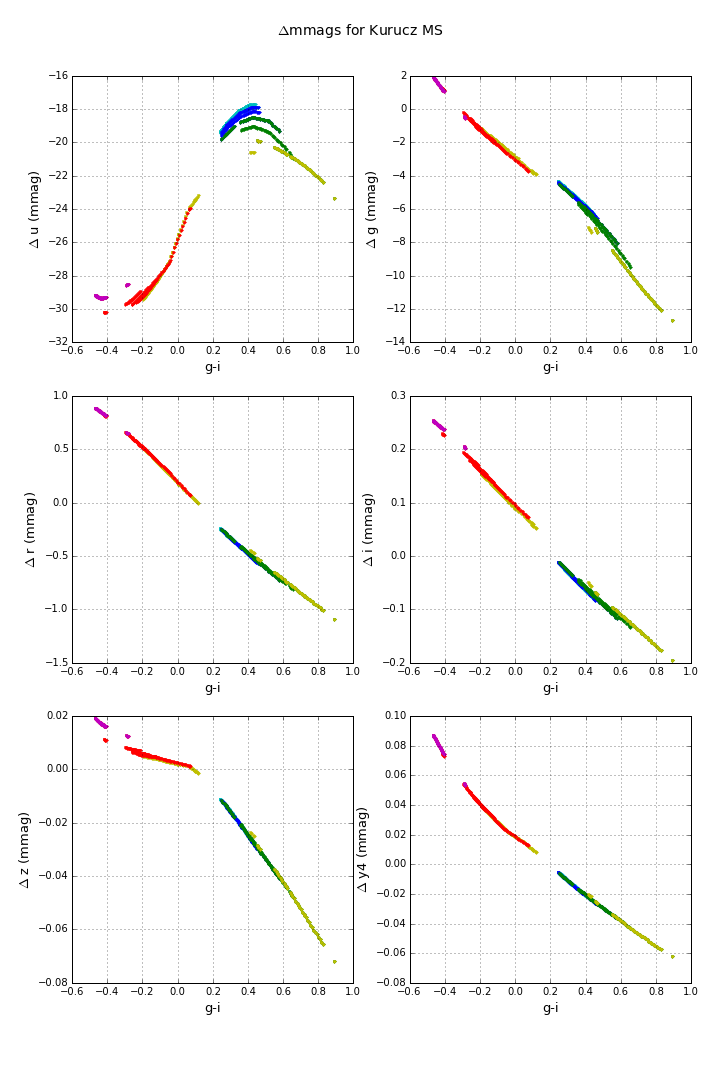 Δmmags for Kurucz MS
−16
−18
−20
−22
−24
−26
−28
−30
−32
Δ u (mmag)
−0.6 −0.4 −0.2 0.0 0.2 0.4 0.6 0.8 1.0
g-i
2
0
−2
−4
−6
−8
−10
−12
−14
Δ g (mmag)
−0.6 −0.4 −0.2 0.0 0.2 0.4 0.6 0.8 1.0
g-i
1.0
0.5
0.0
−0.5
−1.0
−1.5
Δ r (mmag)
−0.6 −0.4 −0.2 0.0 0.2 0.4 0.6 0.8 1.0
g-i
0.3
0.2
0.1
0.0
−0.1
−0.2
Δ i (mmag)
−0.6 −0.4 −0.2 0.0 0.2 0.4 0.6 0.8 1.0
g-i
0.02
0.00
−0.02
−0.04
−0.06
−0.08
Δ z (mmag)
−0.6 −0.4 −0.2 0.0 0.2 0.4 0.6 0.8 1.0
g-i
0.10
0.08
0.06
0.04
0.02
0.00
−0.02
−0.04
−0.06
−0.08
Δ y4 (mmag)
−0.6 −0.4 −0.2 0.0 0.2 0.4 0.6 0.8 1.0
g-i